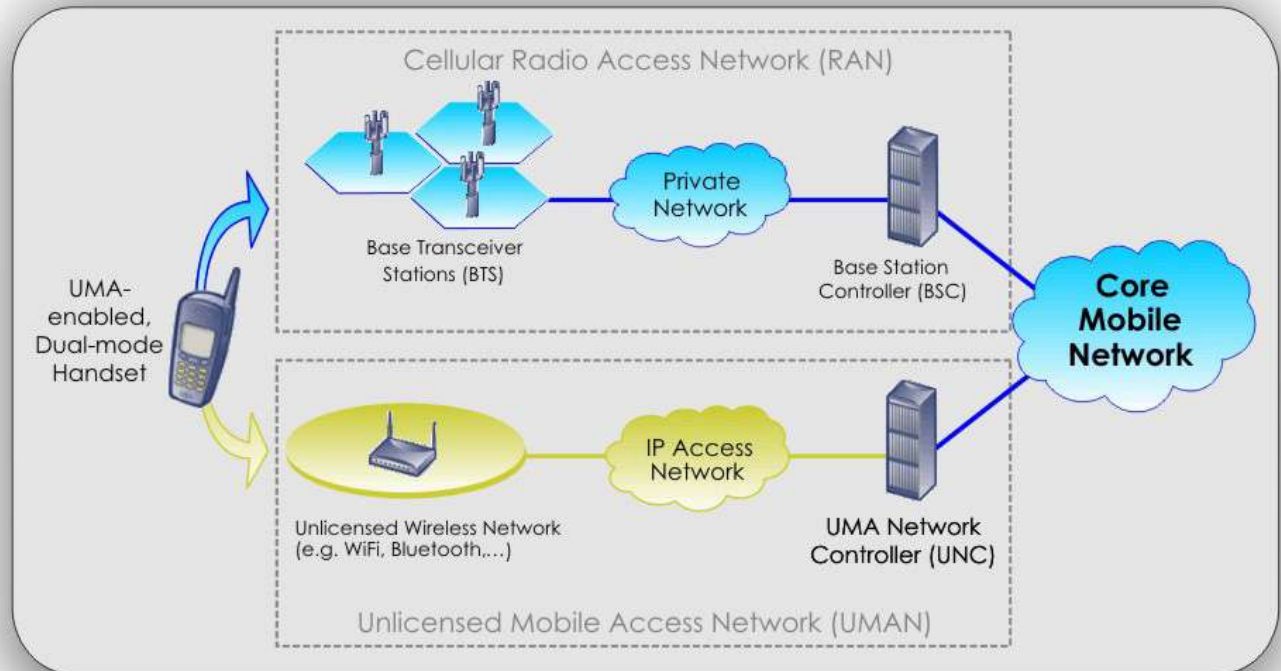 Cellular Radio Access Network (RAN)
Private
Network
Base Transceiver
Stations (BTS)
Base Station
Controller (BSC)
UMA-
enabled,
Dual-mode
Handset
Core
Mobile
Network
IP Access
Network
Unlicensed Wireless Network
(e.g. WiFi, Bluetooth,...)
UMA Network
Controller (UNC)
Unlicensed Mobile Access Network (UMAN)